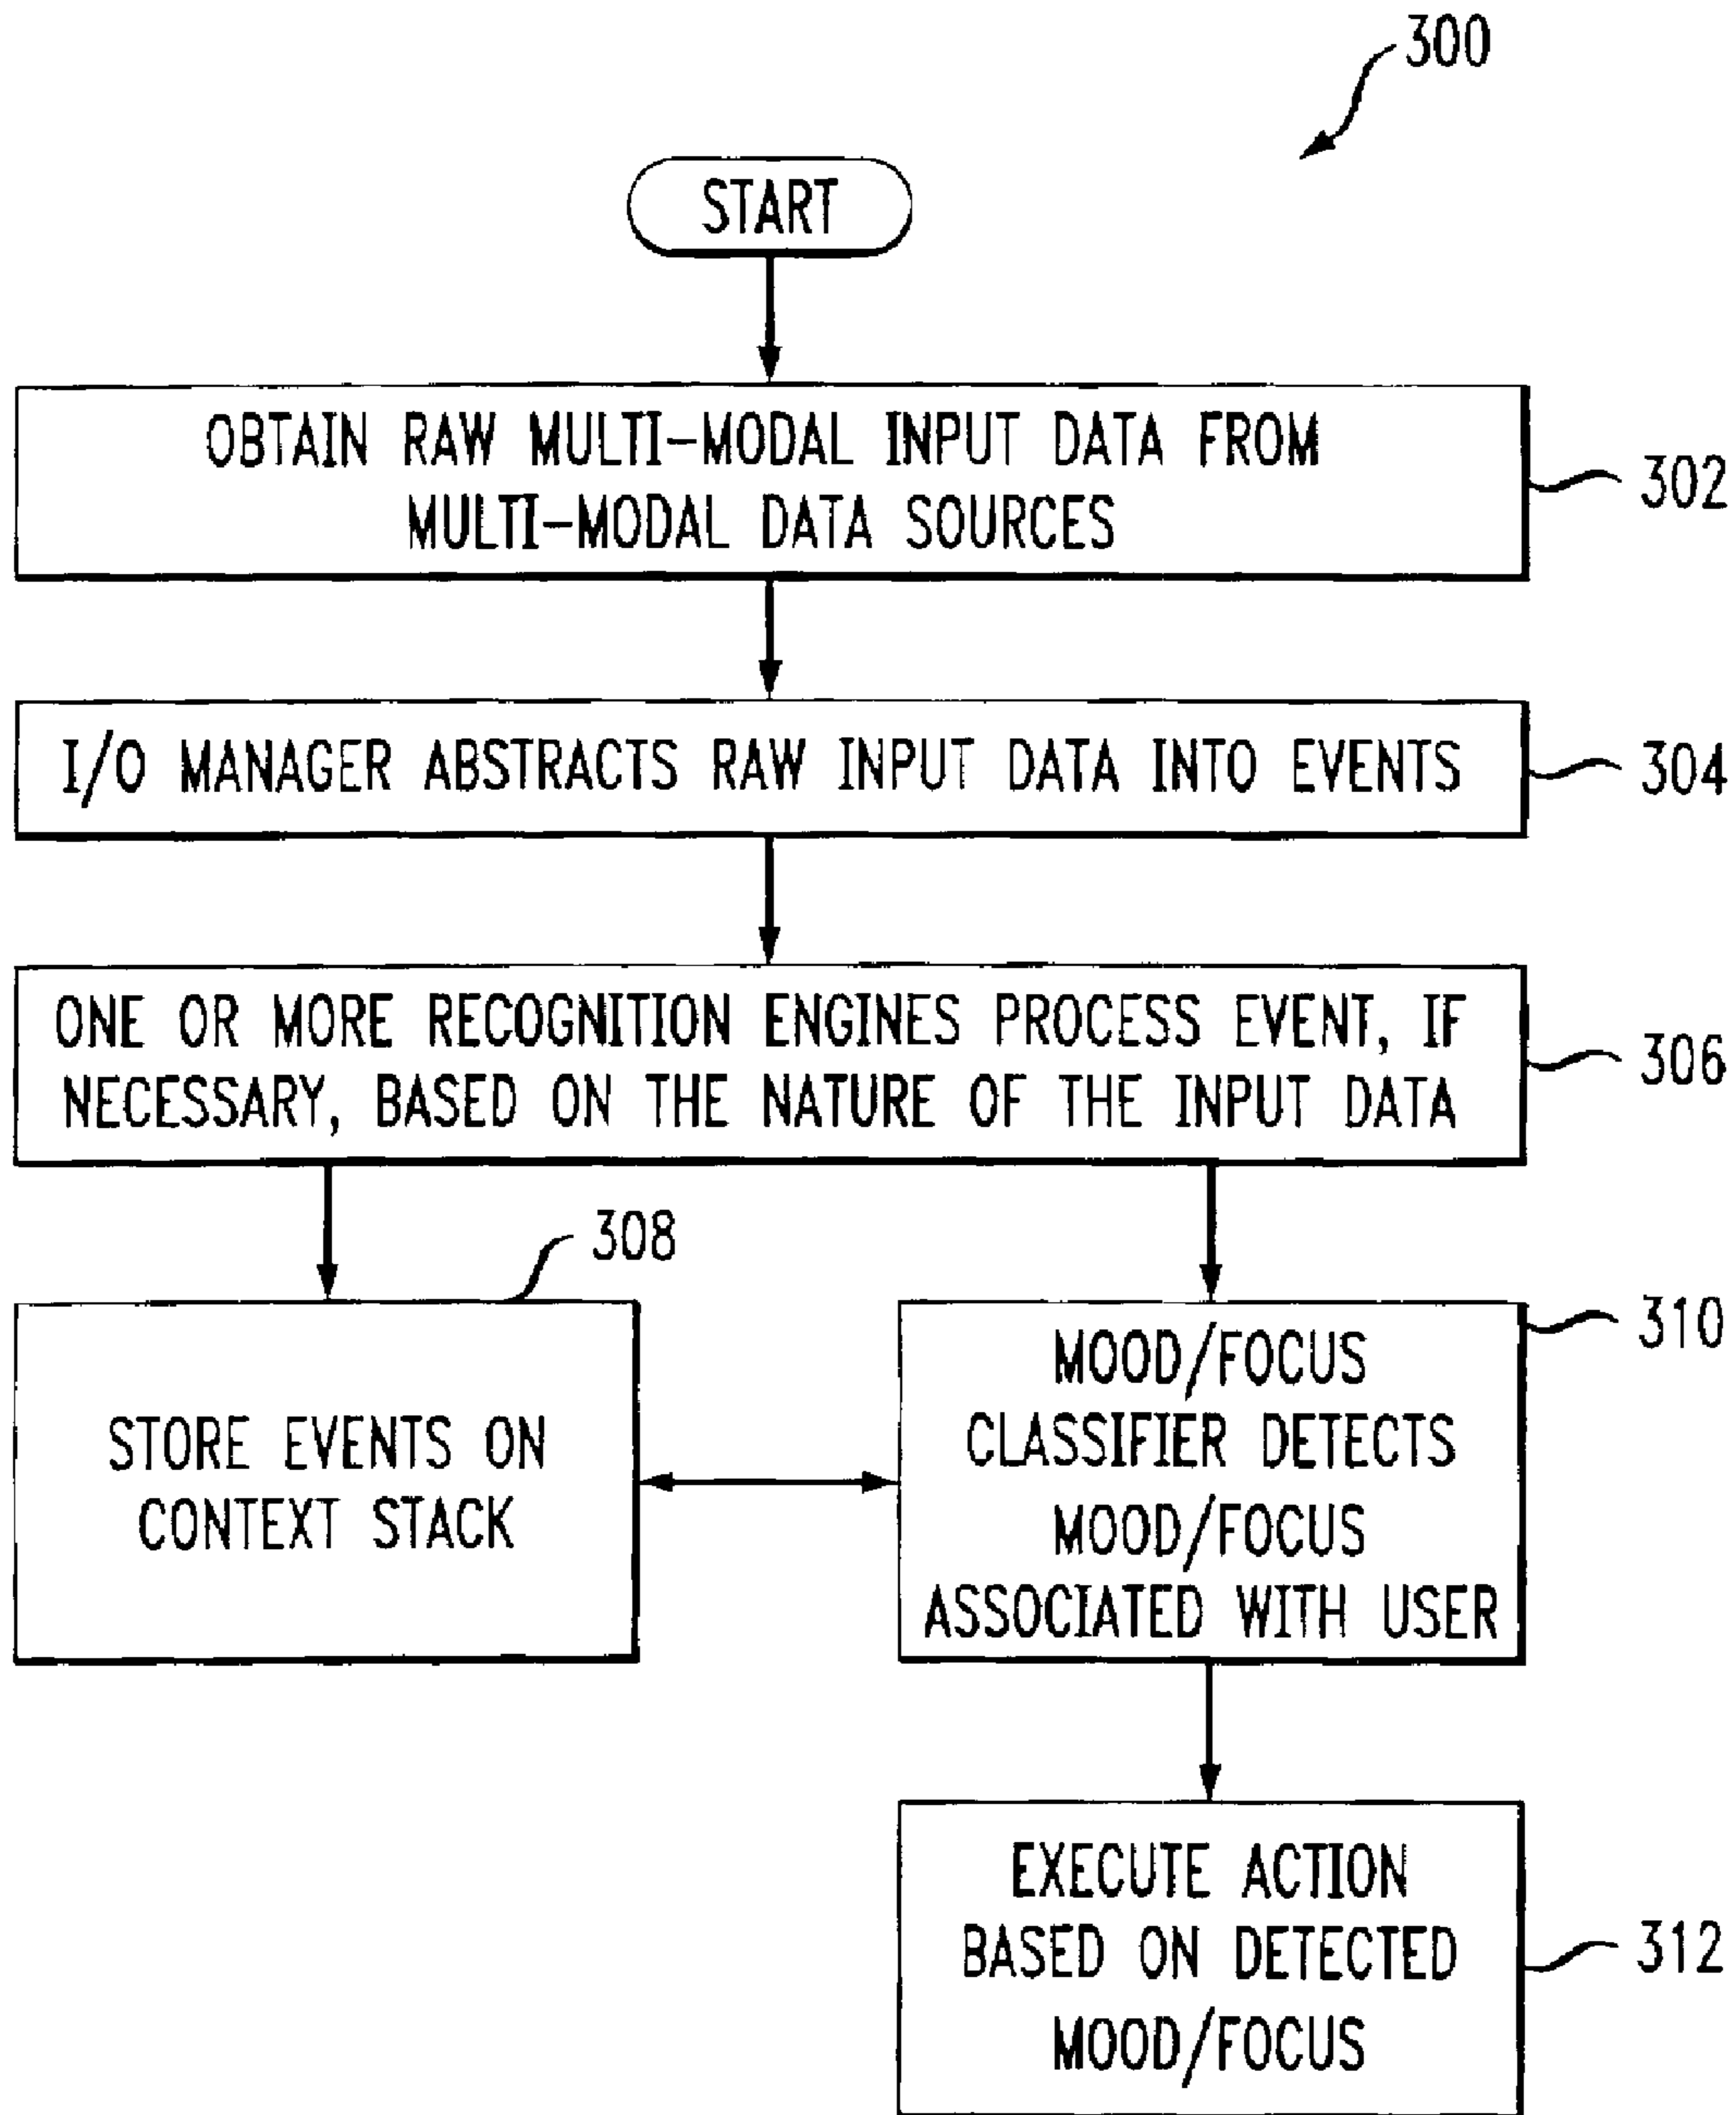 300
START
OBTAIN RAW MULTI-MODAL INPUT DATA FROM
MULTI-MODAL DATA SOURCES
302
I/O MANAGER ABSTRACTS RAW INPUT DATA INTO EVENTS
304
ONE OR MORE RECOGNITION ENGINES PROCESS EVENT, IF
NECESSARY, BASED ON THE NATURE OF THE INPUT DATA
306
308
STORE EVENTS ON
CONTEXT STACK
310
MOOD/FOCUS
CLASSIFIER DETECTS
MOOD/FOCUS
ASSOCIATED WITH USER
EXECUTE ACTION
BASED ON DETECTED
MOOD/FOCUS
312